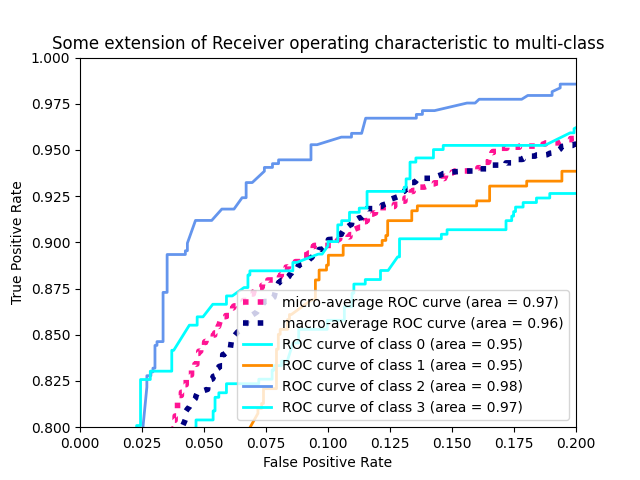 Some extension of Receiver operating characteristic to multi-class
True Positive Rate
1.000
0.975
0.950
0.925
0.900
0.875
0.850
0.825
0.800
micro-average ROC curve (area = 0.97)
macro-average ROC curve (area = 0.96)
ROC curve of class 0 (area = 0.95)
ROC curve of class 1 (area = 0.95)
ROC curve of class 2 (area = 0.98)
ROC curve of class 3 (area = 0.97)
0.000 0.025 0.050 0.075 0.100 0.125 0.150 0.175 0.200
False Positive Rate